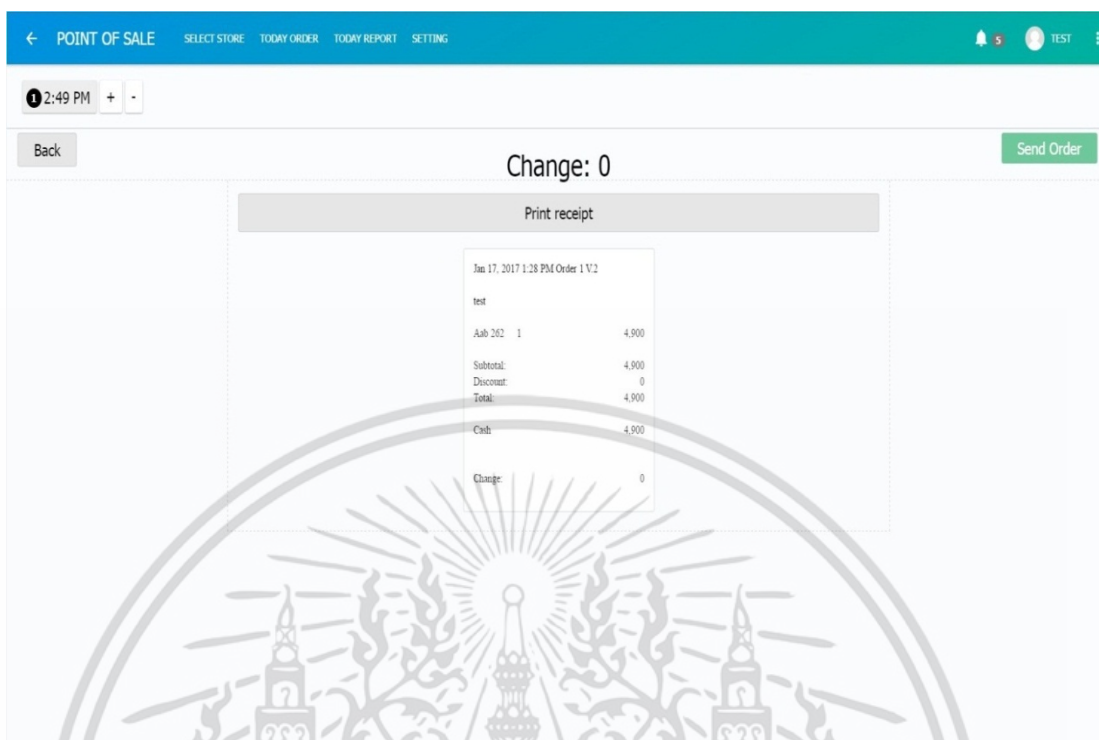 ← POINT OF SALE SELECT STORE TODAY ORDER TODAY REPORT SETTING 5 TEST
1 2:49 PM + -
Back Change: 0 Send Order
Print receipt
Jan 17, 2017 1:28 PM Order 1 V.2
test
Aab 262 1 4,900
Subtotal: 4,900
Discount: 0
Total: 4,900
Cash 4,900
Change: 0